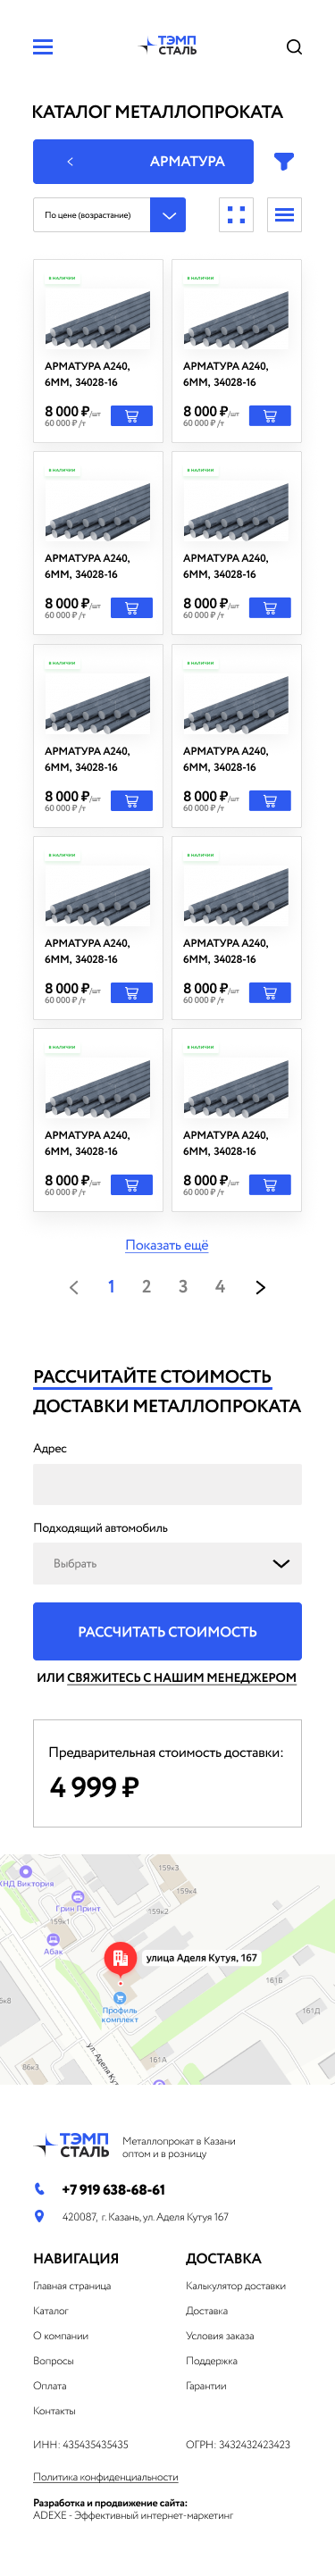 ТЭМП
СТАЛЬ
КАТАЛОГ МЕТАЛЛОПРОКАТА
АРМАТУРА
По цене (возрастание)
В НАЛИЧИИ
В НАЛИЧИИ
АРМАТУРА А240,
6ММ, 34028-16
АРМАТУРА А240,
6ММ, 34028-16
8 000 ₽/шт
60 000 ₽ /т
8 000 ₽/шт
60 000 ₽ /т
В НАЛИЧИИ
В НАЛИЧИИ
АРМАТУРА А240,
6ММ, 34028-16
АРМАТУРА А240,
6ММ, 34028-16
8 000 ₽/шт
60 000 ₽ /т
8 000 ₽/шт
60 000 ₽ /т
В НАЛИЧИИ
В НАЛИЧИИ
АРМАТУРА А240,
6ММ, 34028-16
АРМАТУРА А240,
6ММ, 34028-16
8 000 ₽/шт
60 000 ₽ /т
8 000 ₽/шт
60 000 ₽ /т
В НАЛИЧИИ
В НАЛИЧИИ
АРМАТУРА А240,
6ММ, 34028-16
АРМАТУРА А240,
6ММ, 34028-16
8 000 ₽/шт
60 000 ₽ /т
8 000 ₽/шт
60 000 ₽ /т
В НАЛИЧИИ
В НАЛИЧИИ
АРМАТУРА А240,
6ММ, 34028-16
АРМАТУРА А240,
6ММ, 34028-16
8 000 ₽/шт
60 000 ₽ /т
8 000 ₽/шт
60 000 ₽ /т
Показать ещё
1 2 3 4
РАССЧИТАЙТЕ СТОИМОСТЬ
ДОСТАВКИ МЕТАЛЛОПРОКАТА
Адрес
Подходящий автомобиль
Выбрать
РАССЧИТАТЬ СТОИМОСТЬ
ИЛИ СВЯЖИТЕСЬ С НАШИМ МЕНЕДЖЕРОМ
Предварительная стоимость доставки:
4 999 ₽
159к3
КНД Виктория
159к4
Грин Принт
159к2
159к1
Абак
улица Аделя Кутуя, 167
161Б
Профиль
комплект
161Д
161А
ул. Аделя Кут
86к3
ТЭМП
СТАЛЬ
Металлопрокат в Казани
оптом и в розницу
+7 919 638-68-61
420087, г. Казань, ул. Аделя Кутуя 167
НАВИГАЦИЯ
Главная страница
Каталог
О компании
Вопросы
Оплата
Контакты
ДОСТАВКА
Калькулятор доставки
Доставка
Условия заказа
Поддержка
Гарантии
ИНН: 435435435435
ОГРН: 3432432423423
Политика конфиденциальности
Разработка и продвижение сайта:
ADEXE - Эффективный интернет-маркетинг